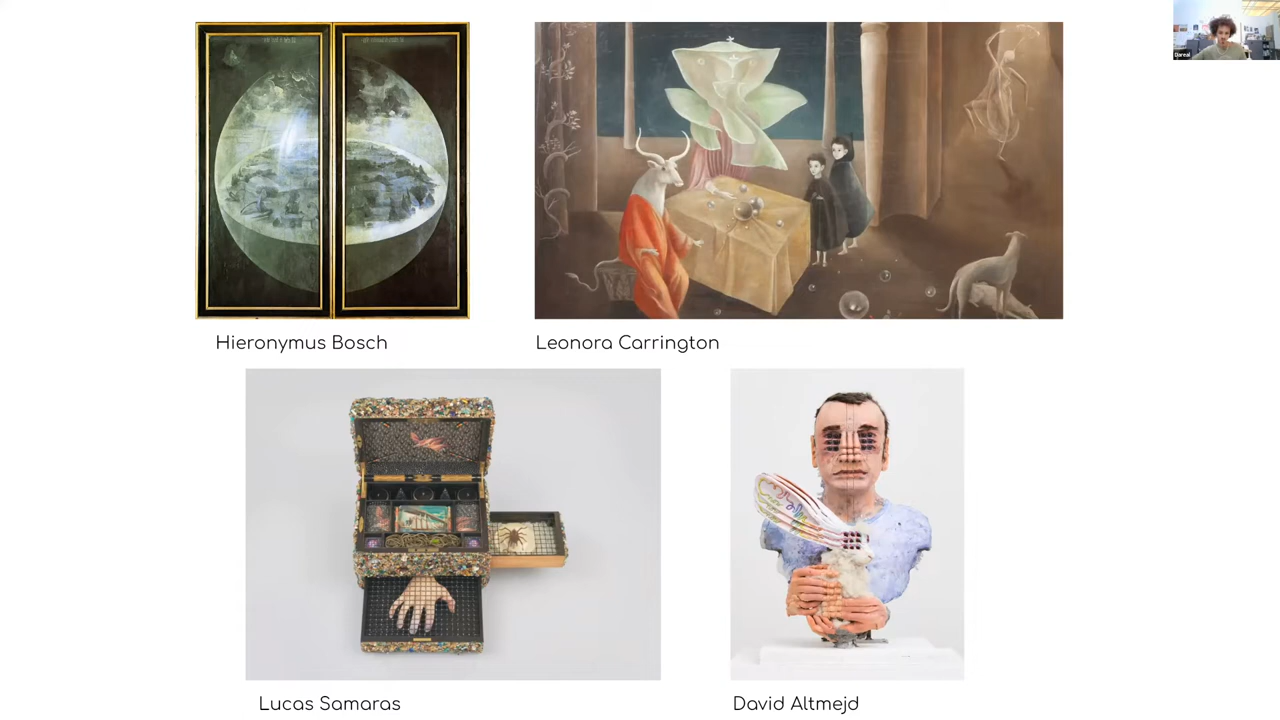 Hieronymus Bosch
Leonora Carrington
Lucas Samaras
David Altmejd